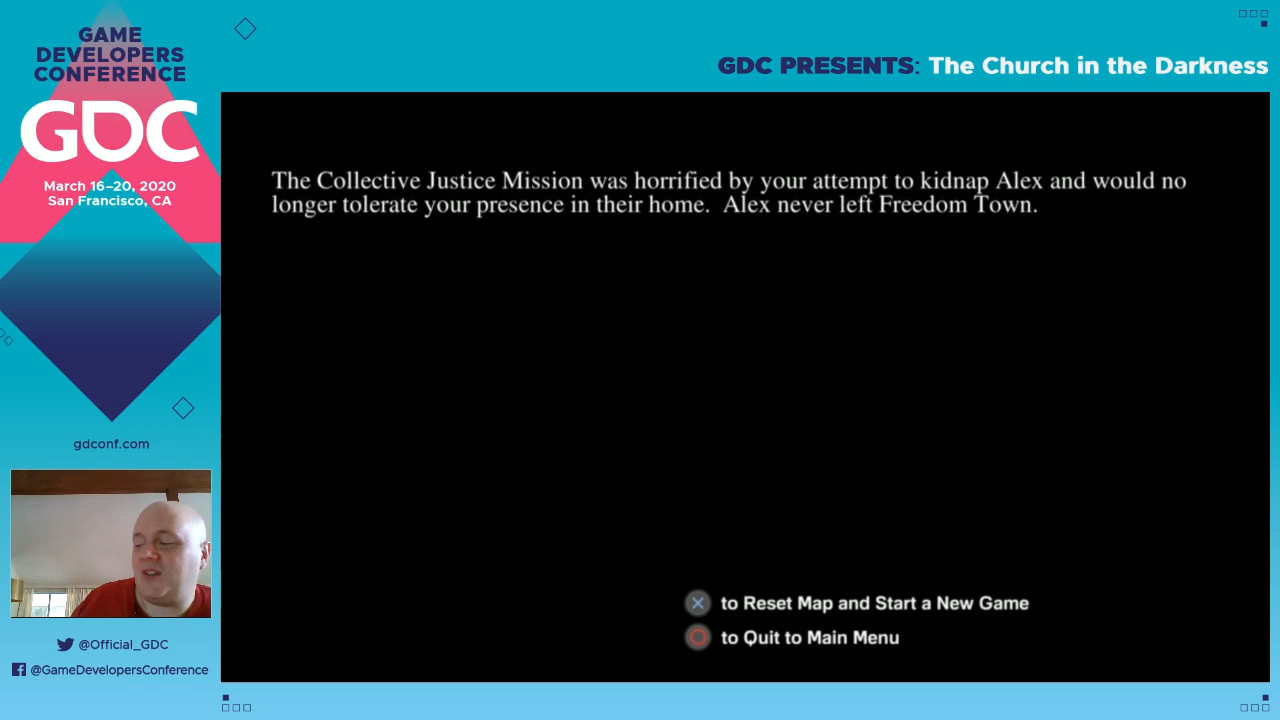 GAME
DEVELOPERS
CONFERENCE
GDC
March 16–20, 2020
San Francisco, CA
gdconf.com
@Official_GDC
@GameDevelopersConference
GDC PRESENTS: The Church in the Darkness
The Collective Justice Mission was horrified by your attempt to kidnap Alex and would no
longer tolerate your presence in their home.  Alex never left Freedom Town.
to Reset Map and Start a New Game
to Quit to Main Menu